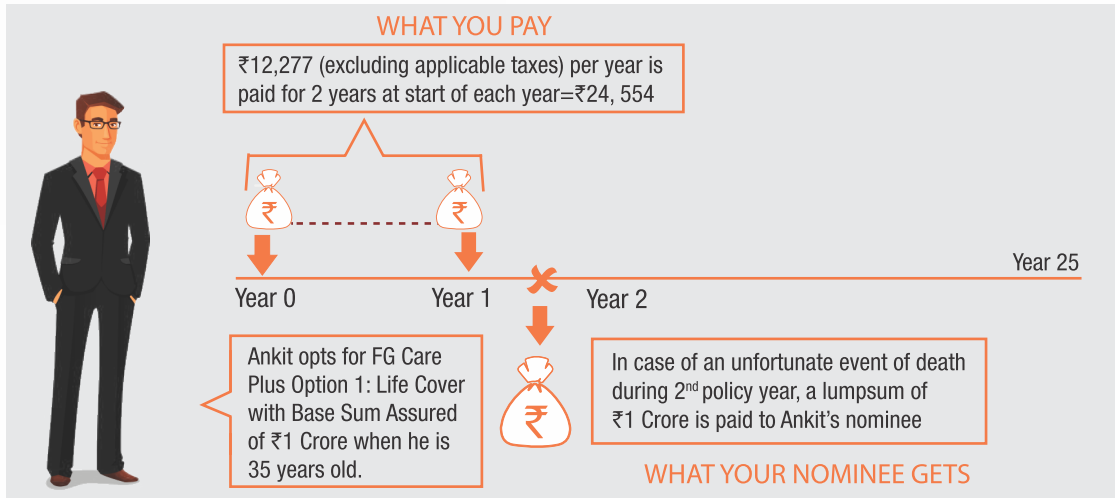 WHAT YOU PAY
₹12,277 (excluding applicable taxes) per year is
paid for 2 years at start of each year=₹24, 554
₹
₹
Year 25
Year 0
Year 1
Year 2
Ankit opts for FG Care
Plus Option 1: Life Cover
with Base Sum Assured
of ₹1 Crore when he is
35 years old.
₹
In case of an unfortunate event of death
during 2nd policy year, a lumpsum of
₹1 Crore is paid to Ankit’s nominee
WHAT YOUR NOMINEE GETS